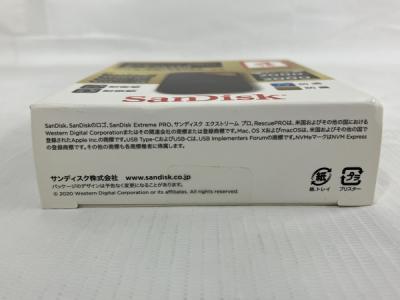 SanDisk
SanDisk、SanDiskのロゴ、SanDisk Extreme PRO、サンディスク エクストリーム プロ、RescuePROは、米国およびその他の国における
Western Digital Corporationまたはその関連会社の商標または登録商標です。Mac、OS XおよびmacOSは、米国およびその他の国で
登録されたApple Inc.の商標です。USB Type-CおよびUSB-Cは、USB Implementers Forumの商標です。NVMeマークはNVM Express
の商標です。その他の商標も各権利者に帰属します。
サンディスク株式会社 www.sandisk.co.jp
パッケージのデザインは予告なく変更になることがあります。
© 2020 Western Digital Corporation or its affiliates. All rights reserved.
紙
紙、トレイ
プラ
ブリスター